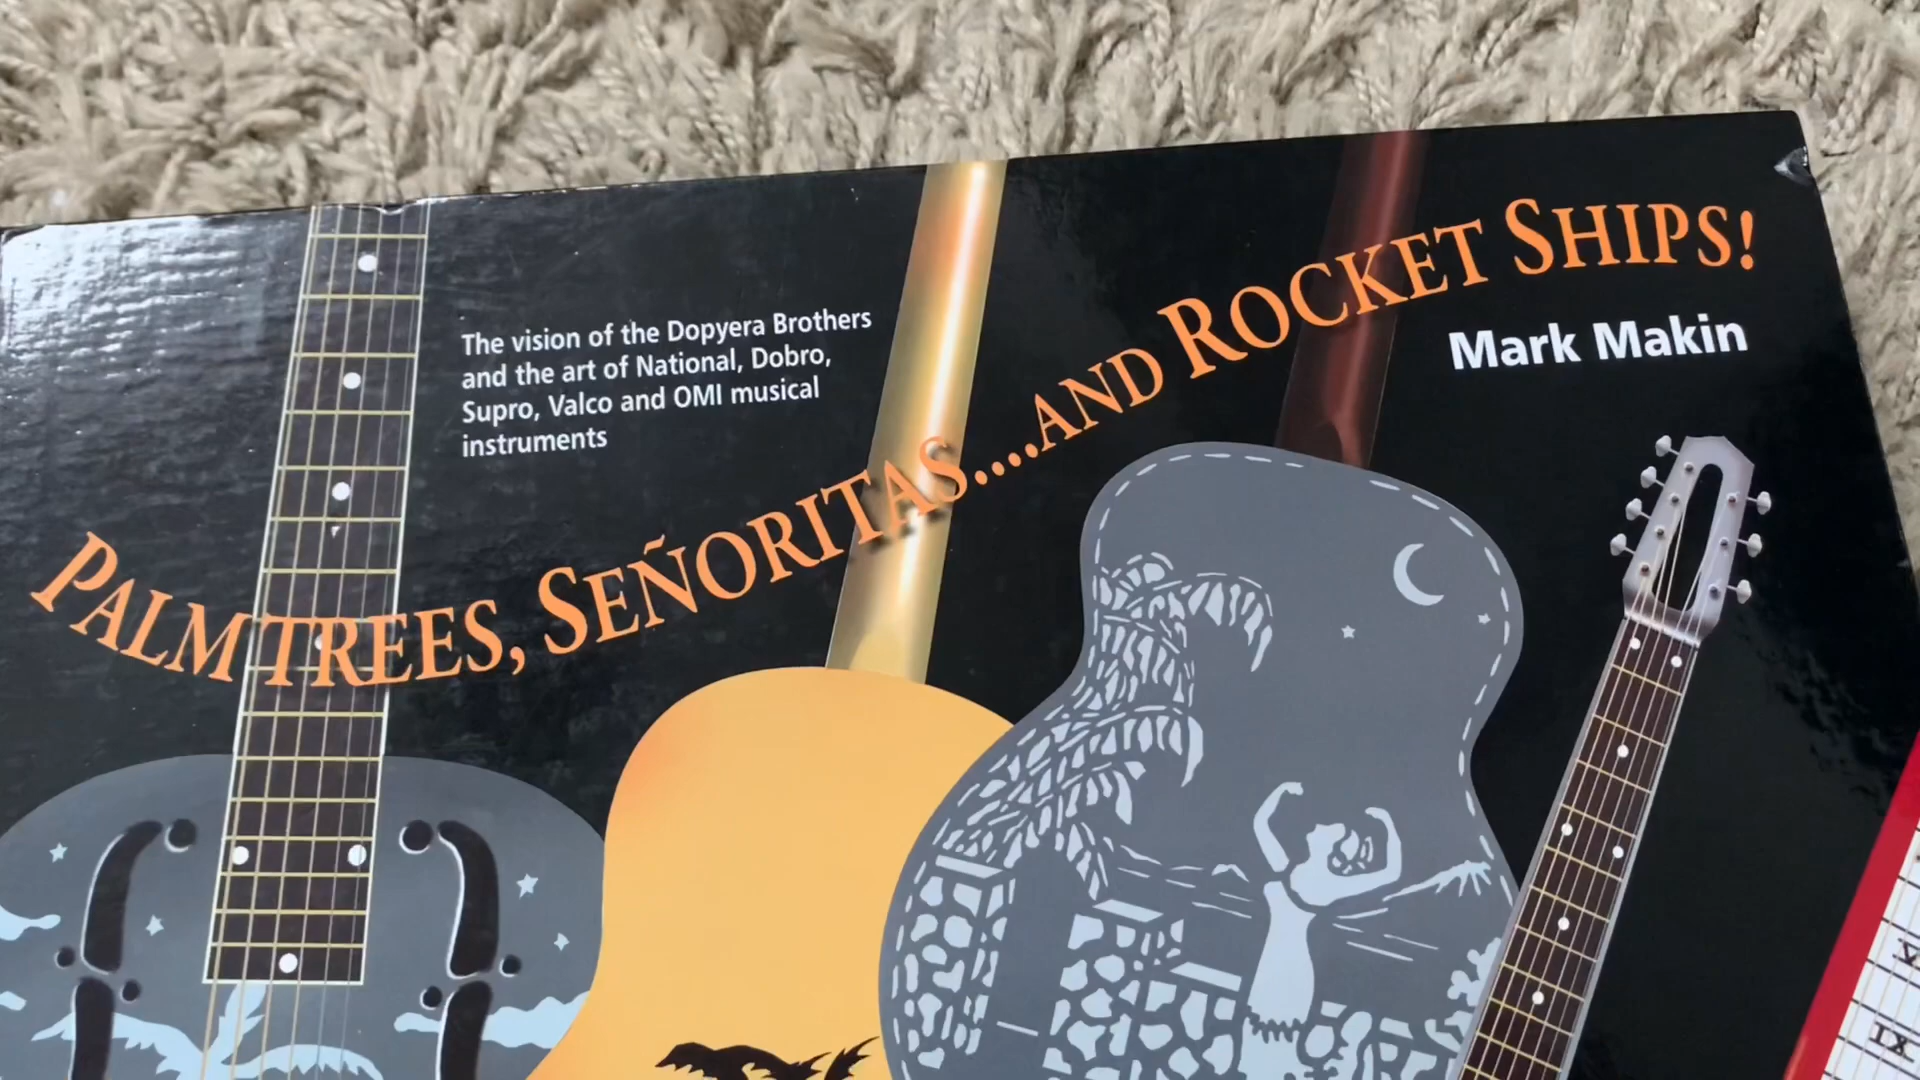 The vision of the Dopyera Brothers
and the art of National, Dobro,
Supro, Valco and OMI musical
instruments
PALM TREES, SEÑORITAS....AND ROCKET SHIPS!
Mark Makin
IX